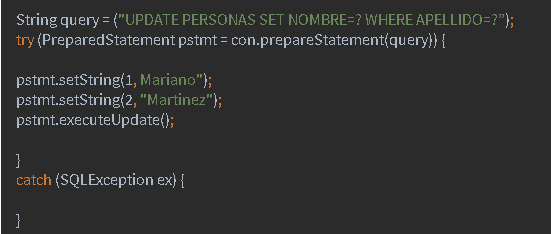 String query = ("UPDATE PERSONAS SET NOMBRE=? WHERE APELLIDO=?”);
try (PreparedStatement pstmt = con.prepareStatement(query)) {
pstmt.setString(1, Mariano”);
pstmt.setString(2, "Martinez”);
pstmt.executeUpdate();
}
catch (SQLException ex) {
}